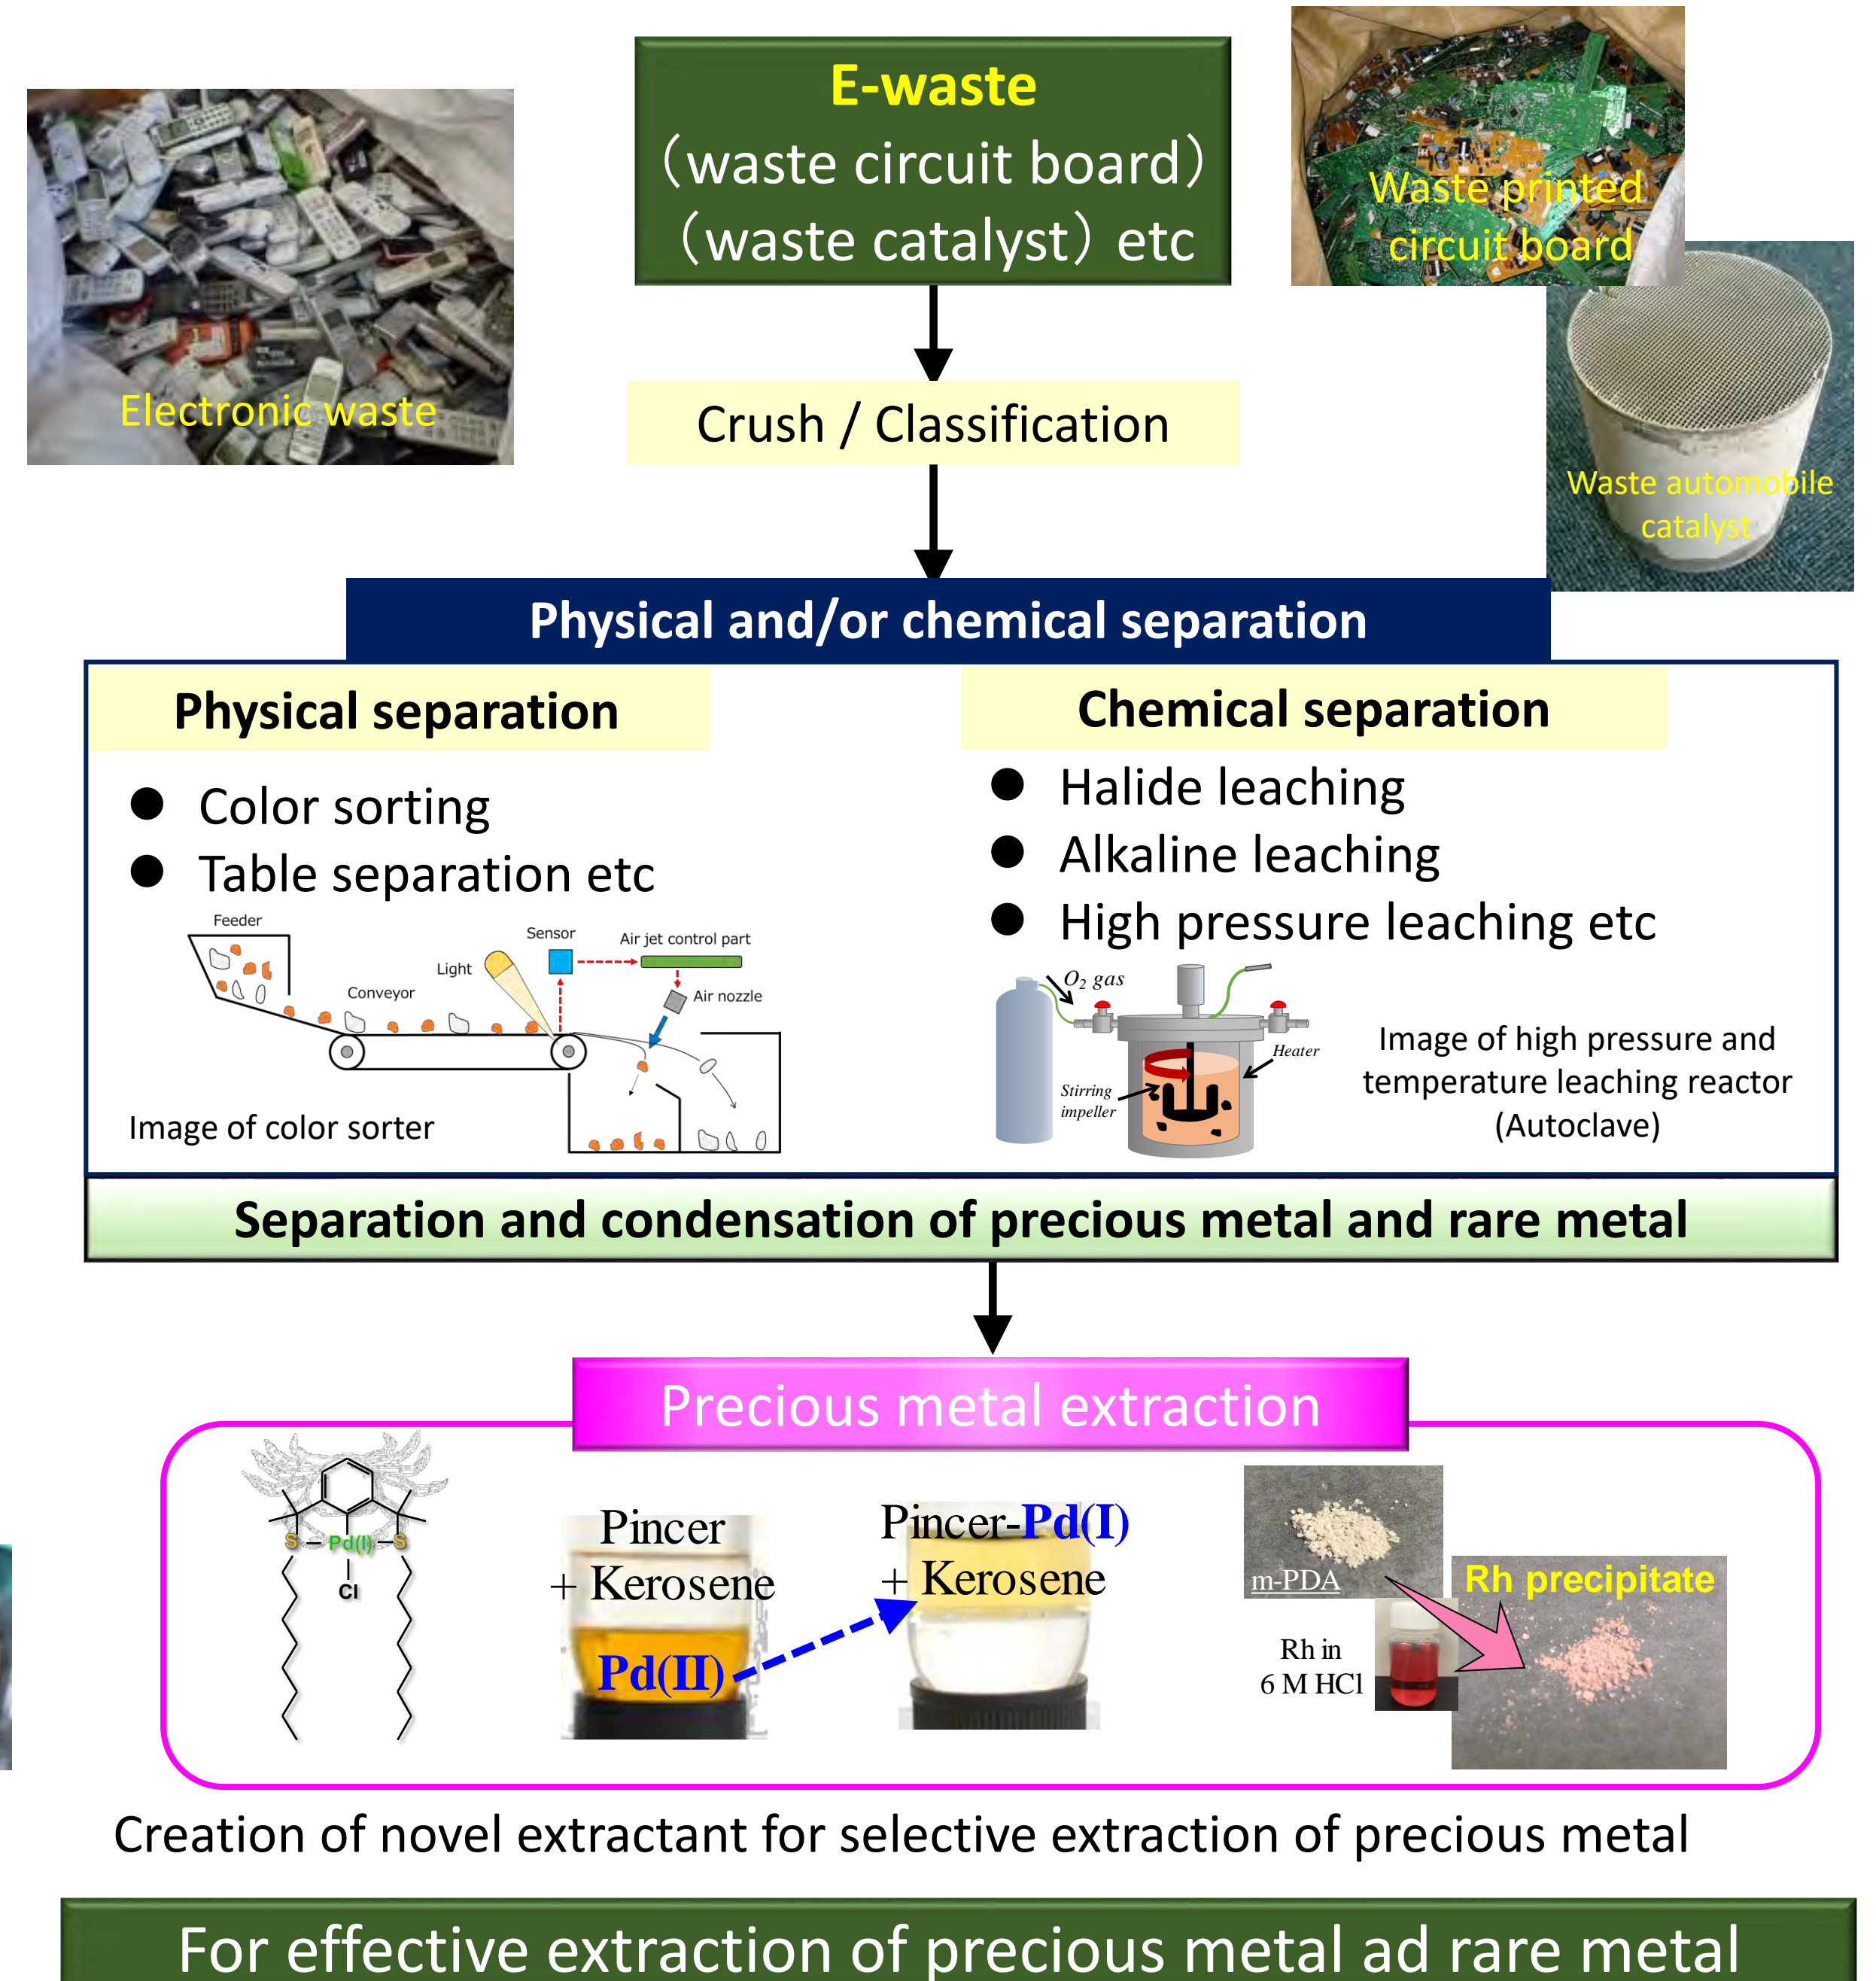 E-waste
（waste circuit board）
（waste catalyst）etc
Electronic waste
Waste printed
circuit board
Waste automobile
catalyst
Crush / Classification
Physical and/or chemical separation
Physical separation
● Color sorting
● Table separation etc
Feeder
Conveyor
Light
Sensor
Air jet control part
Air nozzle
Image of color sorter
Chemical separation
● Halide leaching
● Alkaline leaching
● High pressure leaching etc
O₂ gas
Stirring
impeller
Heater
Image of high pressure and
temperature leaching reactor
(Autoclave)
Separation and condensation of precious metal and rare metal
Precious metal extraction
S Pd(I) S
Cl
Pincer
+ Kerosene
Pd(II)
Pincer-Pd(I)
+ Kerosene
m-PDA
Rh in
6 M HCl
Rh precipitate
Creation of novel extractant for selective extraction of precious metal
For effective extraction of precious metal ad rare metal